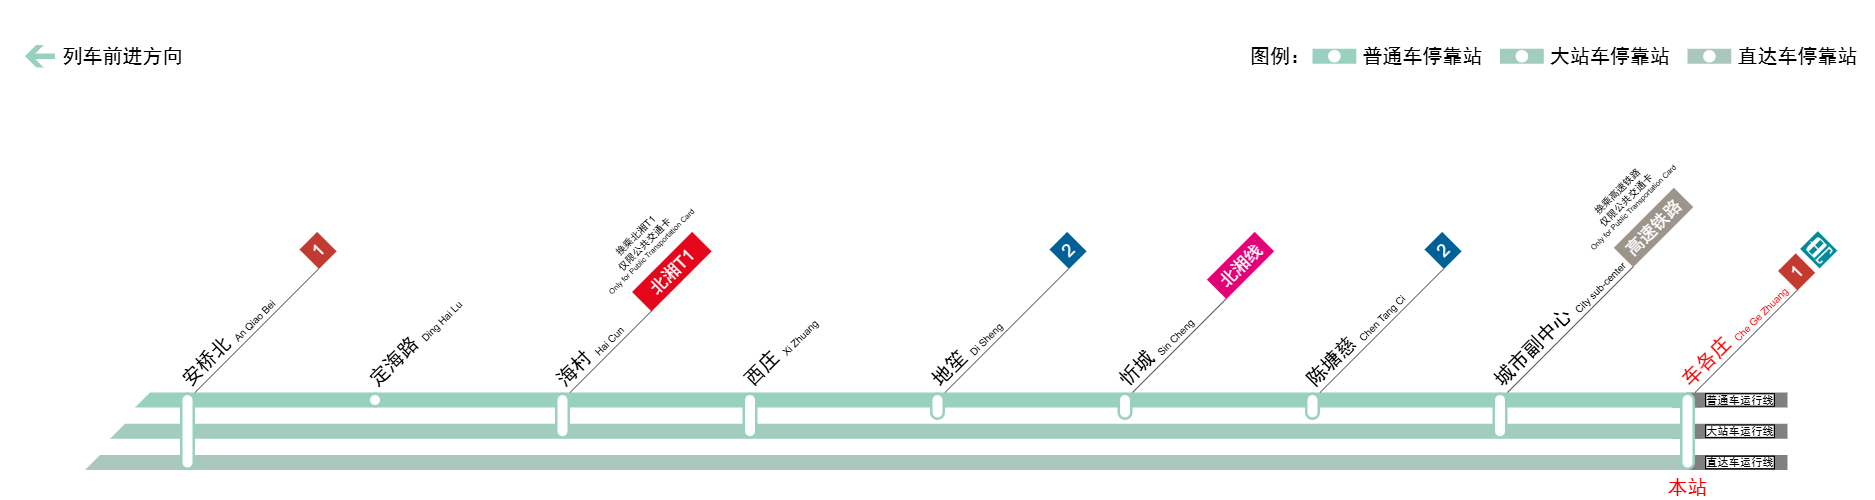 列车前进方向
图例：
普通车停靠站
大站车停靠站
直达车停靠站
安桥北 An Qiao Bei
1
定海路 Ding Hai Lu
海村 Hai Cun
换乘北湘T1
仅限公共交通卡
Only for Public Transportation Card
北湘T1
西庄 Xi Zhuang
地笙 Di Sheng
2
忻城 Sin Cheng
北湘线
陈塘慈 Chen Tang Ci
2
城市副中心 City sub-center
换乘高速铁路
仅限公共交通卡
Only for Public Transportation Card
高速铁路
车各庄 Che Ge Zhuang
1
普通车运行线
大站车运行线
直达车运行线
本站